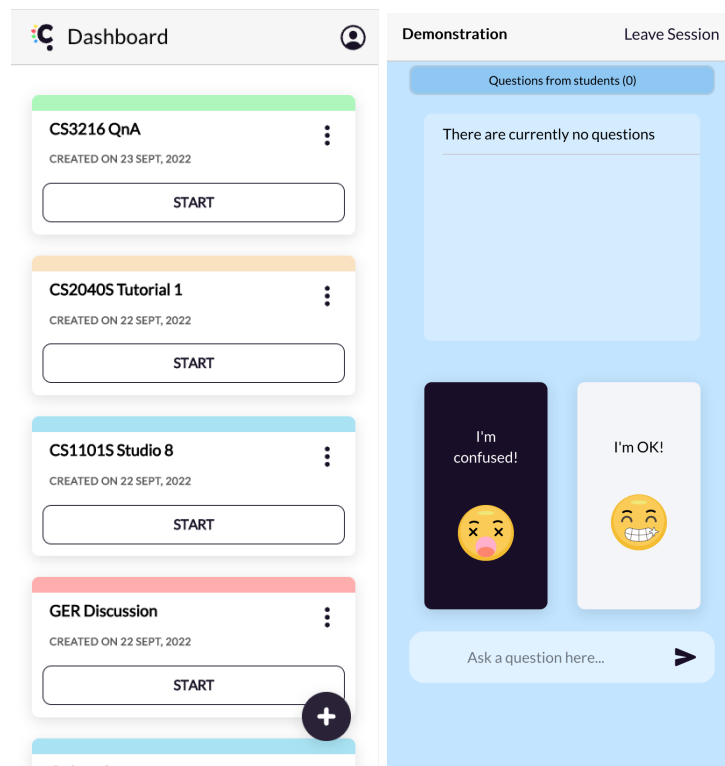 Dashboard
CS3216 QnA
CREATED ON 23 SEPT, 2022
START
CS2040S Tutorial 1
CREATED ON 22 SEPT, 2022
START
CS1101S Studio 8
CREATED ON 22 SEPT, 2022
START
GER Discussion
CREATED ON 22 SEPT, 2022
START
Demonstration
Leave Session
Questions from students (0)
There are currently no questions
I'm
confused!
I'm OK!
Ask a question here...